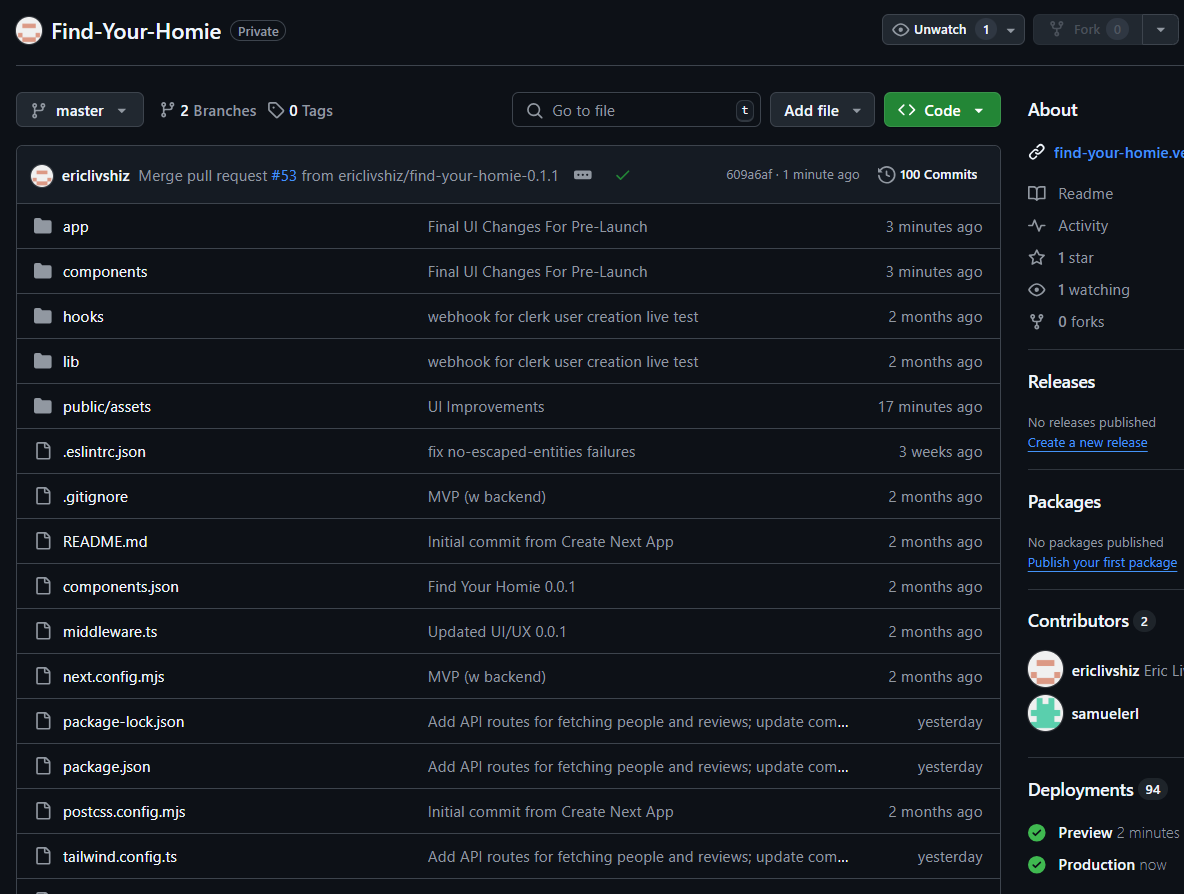 Find-Your-Homie Private Unwatch 1 Fork 0
master 2 Branches 0 Tags Go to file t Add file Code
ericlivshiz Merge pull request #53 from ericlivshiz/find-your-homie-0.1.1 609a6af · 1 minute ago 100 Commits
app Final UI Changes For Pre-Launch 3 minutes ago
components Final UI Changes For Pre-Launch 3 minutes ago
hooks webhook for clerk user creation live test 2 months ago
lib webhook for clerk user creation live test 2 months ago
public/assets UI Improvements 17 minutes ago
.eslintrc.json fix no-escaped-entities failures 3 weeks ago
.gitignore MVP (w backend) 2 months ago
README.md Initial commit from Create Next App 2 months ago
components.json Find Your Homie 0.0.1 2 months ago
middleware.ts Updated UI/UX 0.0.1 2 months ago
next.config.mjs MVP (w backend) 2 months ago
package-lock.json Add API routes for fetching people and reviews; update com... yesterday
package.json Add API routes for fetching people and reviews; update com... yesterday
postcss.config.mjs Initial commit from Create Next App 2 months ago
tailwind.config.ts Add API routes for fetching people and reviews; update com... yesterday
About
find-your-homie.ve
Readme
Activity
1 star
1 watching
0 forks
Releases
No releases published
Create a new release
Packages
No packages published
Publish your first package
Contributors 2
ericlivshiz Eric Li
samuelerl
Deployments 94
Preview 2 minutes
Production now